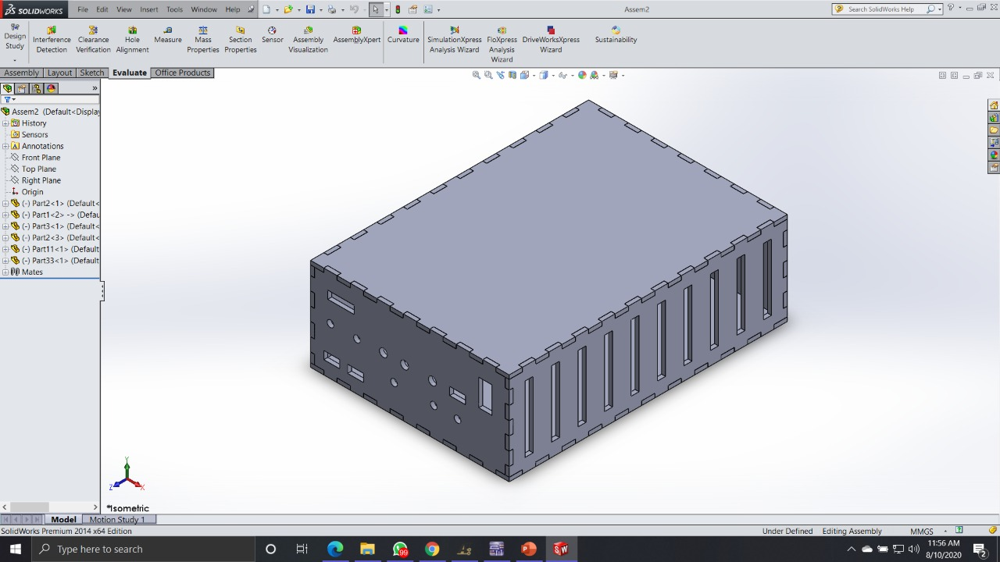 SOLIDWORKS File Edit View Insert Tools Window Help Assem2 Search SolidWorks Help
Design Study
Interference Detection
Clearance Verification
Hole Alignment
Measure
Mass Properties
Section Properties
Sensor
Assembly Visualization
AssemblyXpert
Curvature
SimulationXpress Analysis Wizard
FloXpress Analysis Wizard
DriveWorksXpress Wizard
Sustainability
Assembly Layout Sketch Evaluate Office Products
Assem2 (Default<Display
History
Sensors
Annotations
Front Plane
Top Plane
Right Plane
Origin
(-) Part2<1> (Default<
(-) Part1<2> -> (Defau
(-) Part3<1> (Default<
(-) Part2<3> (Default<
(-) Part11<1> (Default
(-) Part33<1> (Default
Mates
Y
Z X
*Isometric
Model Motion Study 1
SolidWorks Premium 2014 x64 Edition Under Defined Editing Assembly MMGS
Type here to search
99
11:56 AM
8/10/2020
2